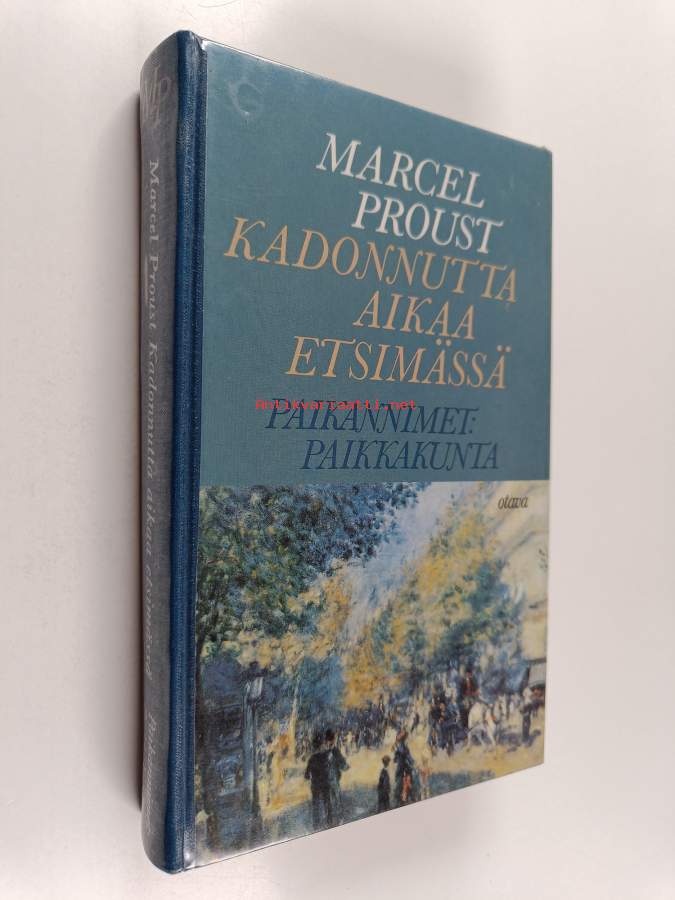 MARCEL
PROUST
KADONNUTTA
AIKAA
ETSIMÄSSÄ
Antikvariaatti.net
PAIKANNIMET:
PAIKKAKUNTA
otava
Marcel Proust Kadonnutta aikaa etsimässä